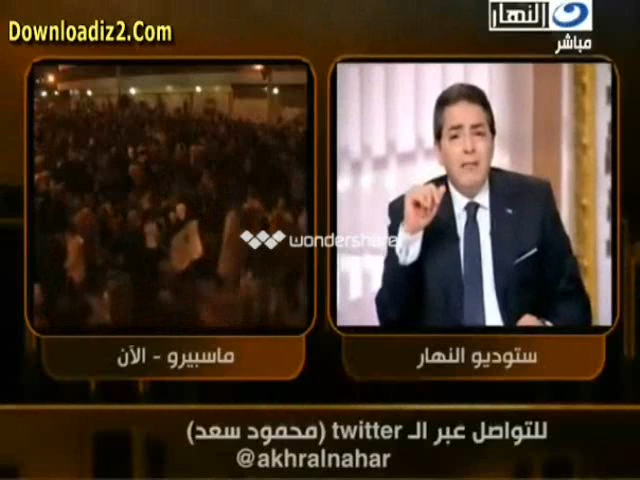 Downloadiz2.Com
النهار
مباشر
wondershare
ستوديو النهار
ماسبيرو - الآن
للتواصل عبر الـ twitter (محمود سعد)
@akhralnahar